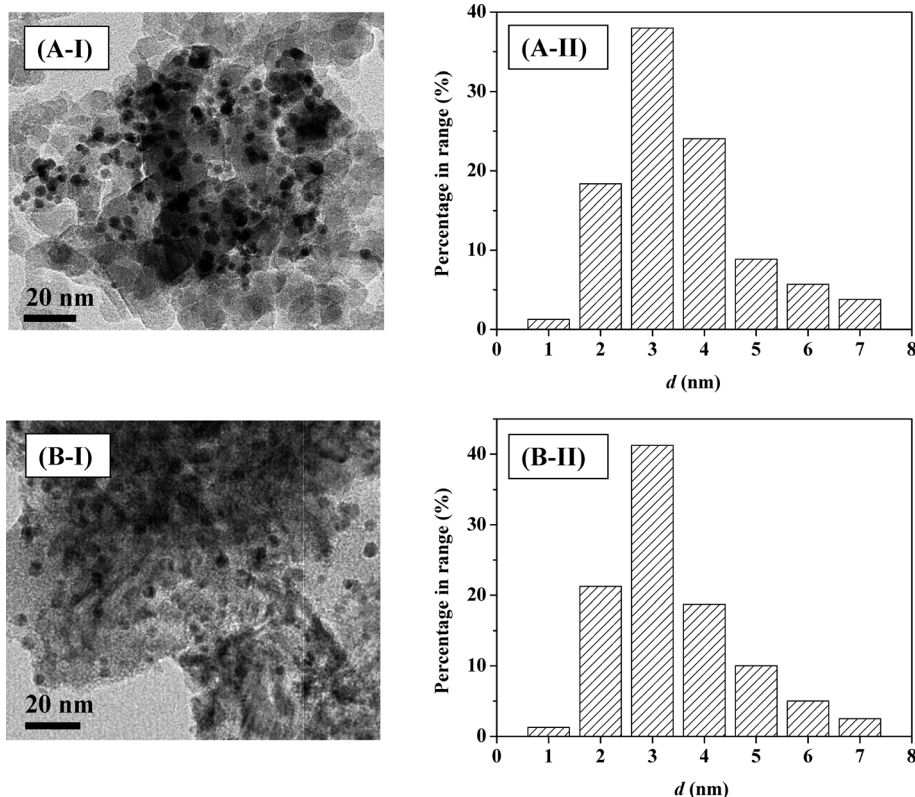 (A-I)
20 nm
(A-II)
Percentage in range (%)
40
30
20
10
0
0 1 2 3 4 5 6 7 8
d (nm)
(B-I)
20 nm
(B-II)
Percentage in range (%)
40
30
20
10
0
0 1 2 3 4 5 6 7 8
d (nm)